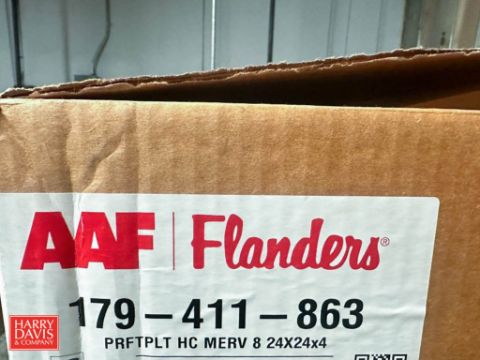 AAF Flanders®
179-411-863
PRFTPLT HC MERV 8 24X24x4
HARRY
DAVIS
& COMPANY